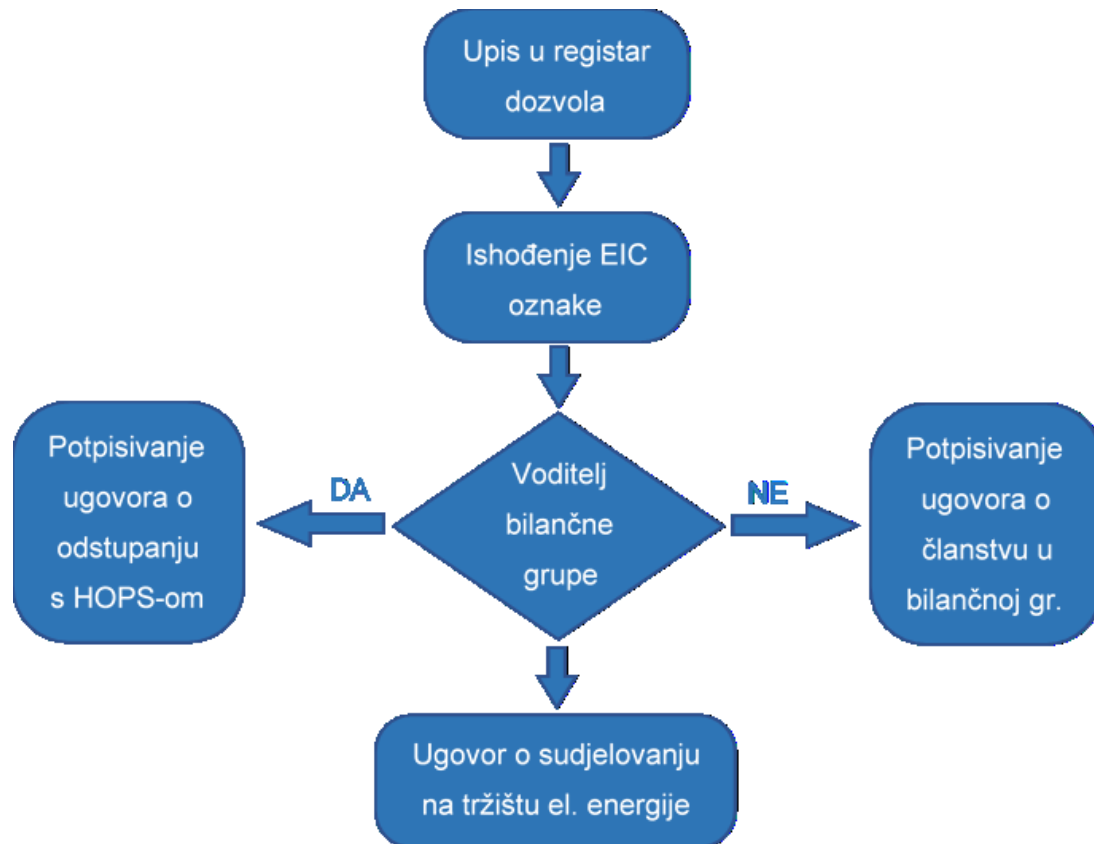 Upis u registar
dozvola
Ishođenje EIC
oznake
Potpisivanje
ugovora o
odstupanju
s HOPS-om
DA
Voditelj
bilančne
grupe
NE
Potpisivanje
ugovora o
članstvu u
bilančnoj gr.
Ugovor o sudjelovanju
na tržištu el. energije